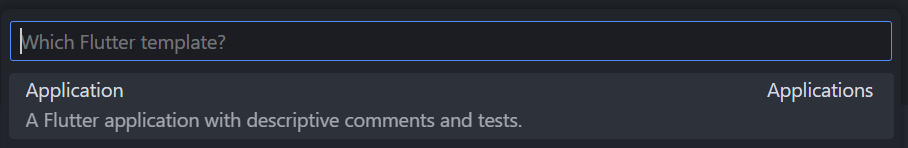 Which Flutter template?
Application Applications
A Flutter application with descriptive comments and tests.